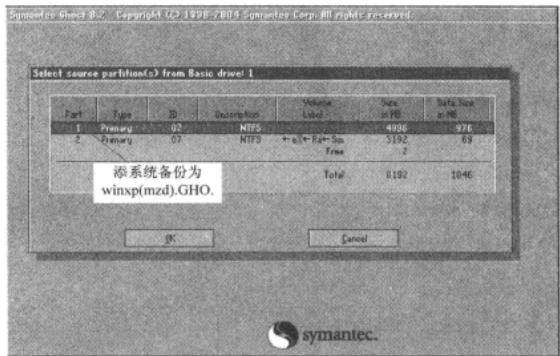 Symantec Ghost 8.2 Copyright (C) 1998-2004 Symantec Corp. All rights reserved.
Select source partition(s) from Basic drive: 1
Part Type ID Description Volume Label Size in MB Data Size in MB
1 Primary 07 NTFS 4996 976
2 Primary 07 NTFS 3192 69
Free 2
Total 8192 1046
添系统备份为
winxp(mzd).GHO.
OK Cancel
symantec.